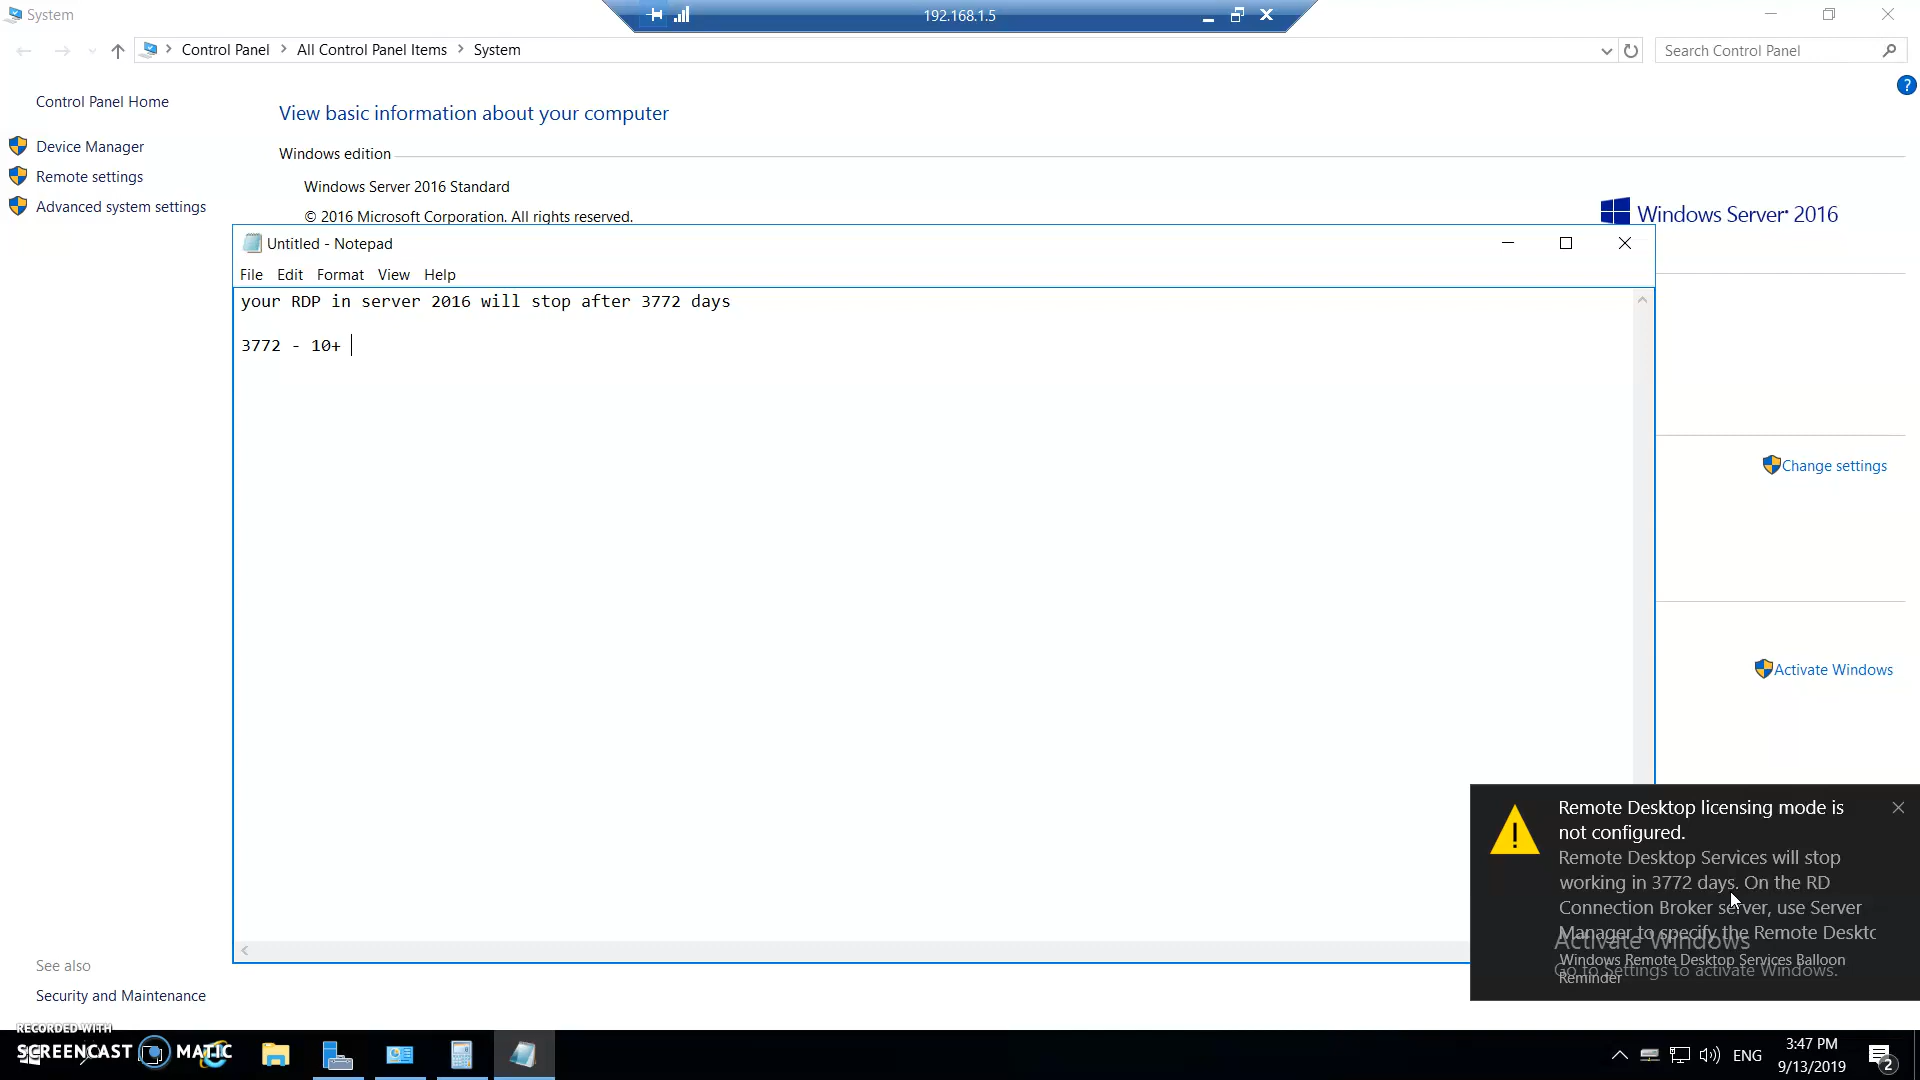 System
192.168.1.5
Control Panel
All Control Panel Items
System
Search Control Panel
?
Control Panel Home
Device Manager
Remote settings
Advanced system settings
View basic information about your computer
Windows edition
Windows Server 2016 Standard
© 2016 Microsoft Corporation. All rights reserved.
Windows Server 2016
Untitled - Notepad
File Edit Format View Help
your RDP in server 2016 will stop after 3772 days
3772 - 10+
Change settings
Activate Windows
Remote Desktop licensing mode is
not configured.
Remote Desktop Services will stop
working in 3772 days. On the RD
Connection Broker server, use Server
Manager to specify the Remote Deskto
Activate Windows
Windows Remote Desktop Services Balloon
Go to Settings to activate Windows.
Reminder
See also
Security and Maintenance
RECORDED WITH
SCREENCAST MATIC
ENG
3:47 PM
9/13/2019
2